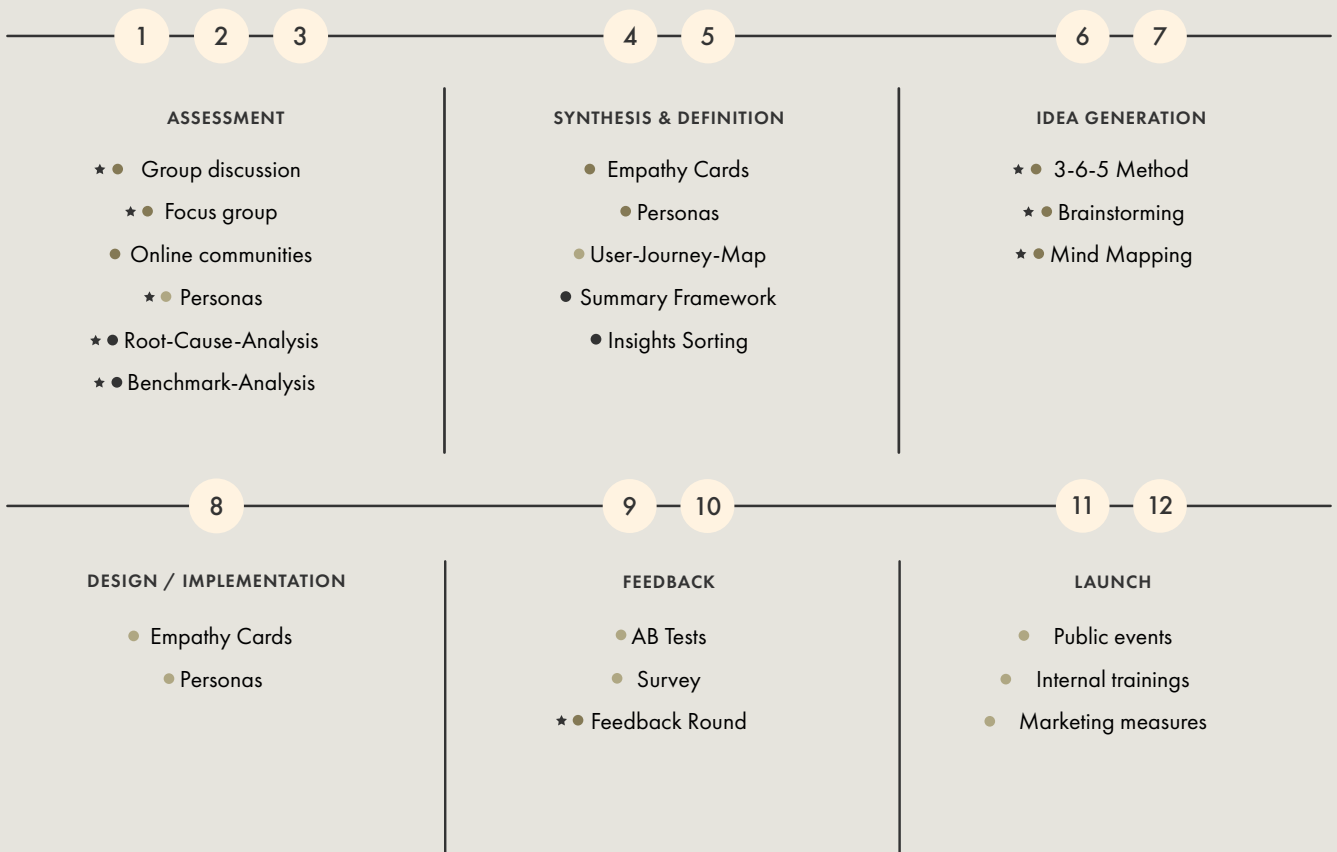 1 2 3
ASSESSMENT
Group discussion
Focus group
Online communities
Personas
Root-Cause-Analysis
Benchmark-Analysis
4 5
SYNTHESIS & DEFINITION
Empathy Cards
Personas
User-Journey-Map
Summary Framework
Insights Sorting
6 7
IDEA GENERATION
3-6-5 Method
Brainstorming
Mind Mapping
8
DESIGN / IMPLEMENTATION
Empathy Cards
Personas
9 10
FEEDBACK
AB Tests
Survey
Feedback Round
11 12
LAUNCH
Public events
Internal trainings
Marketing measures